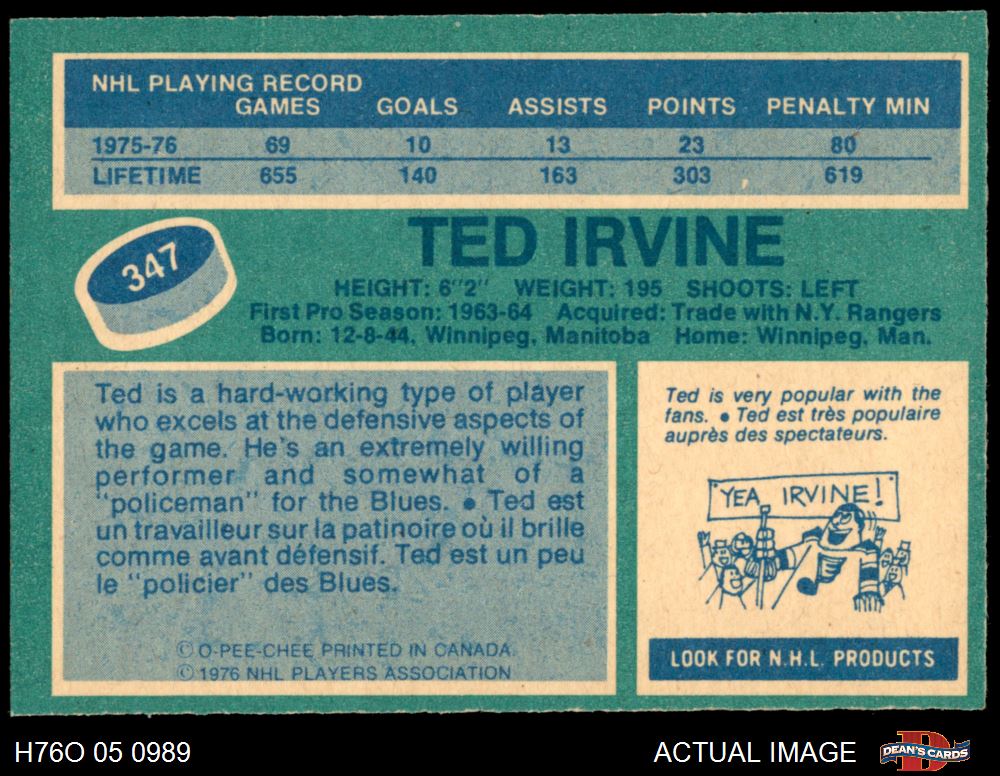 NHL PLAYING RECORD
GAMES GOALS ASSISTS POINTS PENALTY MIN
1975-76 69 10 13 23 80
LIFETIME 655 140 163 303 619
347
TED IRVINE
HEIGHT: 6''2'' WEIGHT: 195 SHOOTS: LEFT
First Pro Season: 1963-64 Acquired: Trade with N.Y. Rangers
Born: 12-8-44, Winnipeg, Manitoba Home: Winnipeg, Man.
Ted is a hard-working type of player
who excels at the defensive aspects of
the game. He's an extremely willing
performer and somewhat of a
"policeman" for the Blues. ● Ted est
un travailleur sur la patinoire où il brille
comme avant défensif. Ted est un peu
le "policier" des Blues.
© O-PEE-CHEE PRINTED IN CANADA.
© 1976 NHL PLAYERS ASSOCIATION
Ted is very popular with the
fans. ● Ted est très populaire
auprès des spectateurs.
YEA IRVINE!
LOOK FOR N.H.L. PRODUCTS
H76O 05 0989
ACTUAL IMAGE
D
DEAN'S CARDS